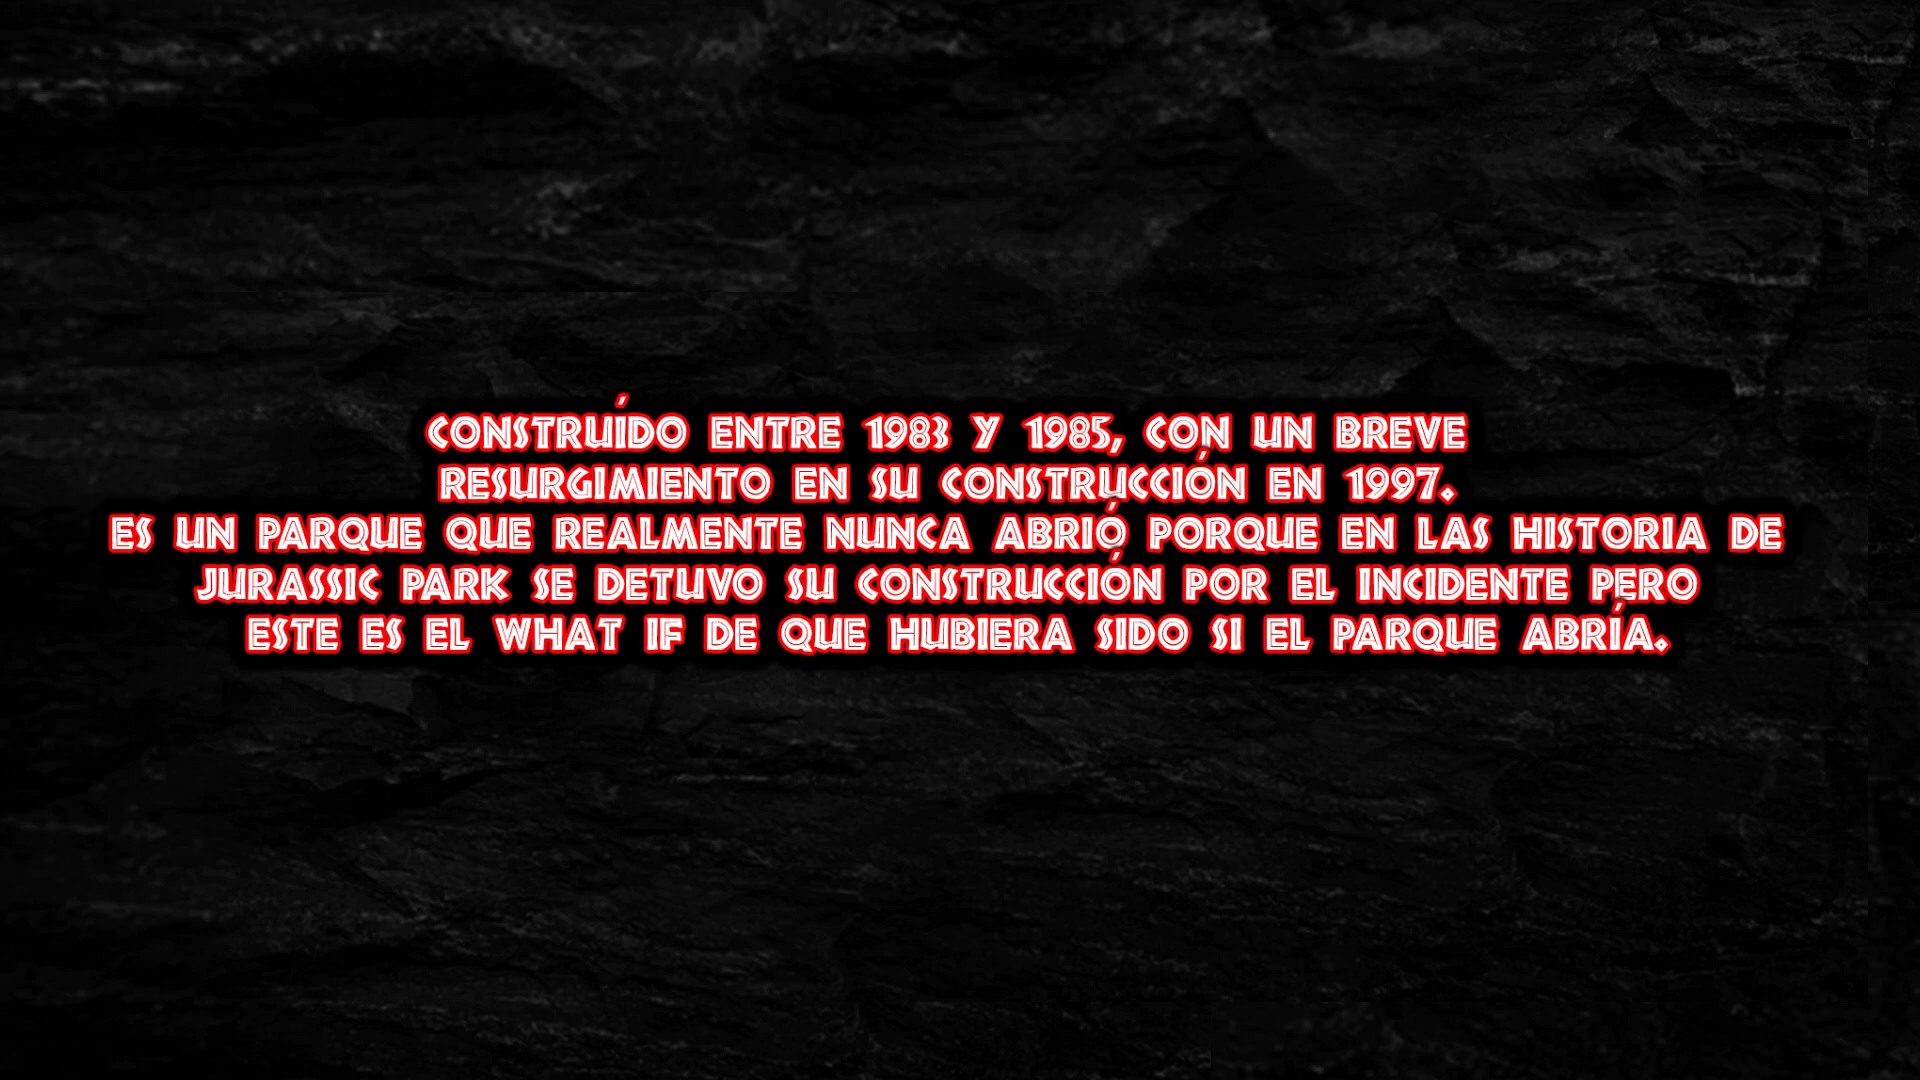 CONSTRUÍDO ENTRE 1983 Y 1985, CON UN BREVE
RESURGIMIENTO EN SU CONSTRUCCIÓN EN 1997.
ES UN PARQUE QUE REALMENTE NUNCA ABRIÓ PORQUE EN LAS HISTORIA DE
JURASSIC PARK SE DETUVO SU CONSTRUCCIÓN POR EL INCIDENTE PERO
ESTE ES EL WHAT IF DE QUE HUBIERA SIDO SI EL PARQUE ABRÍA.